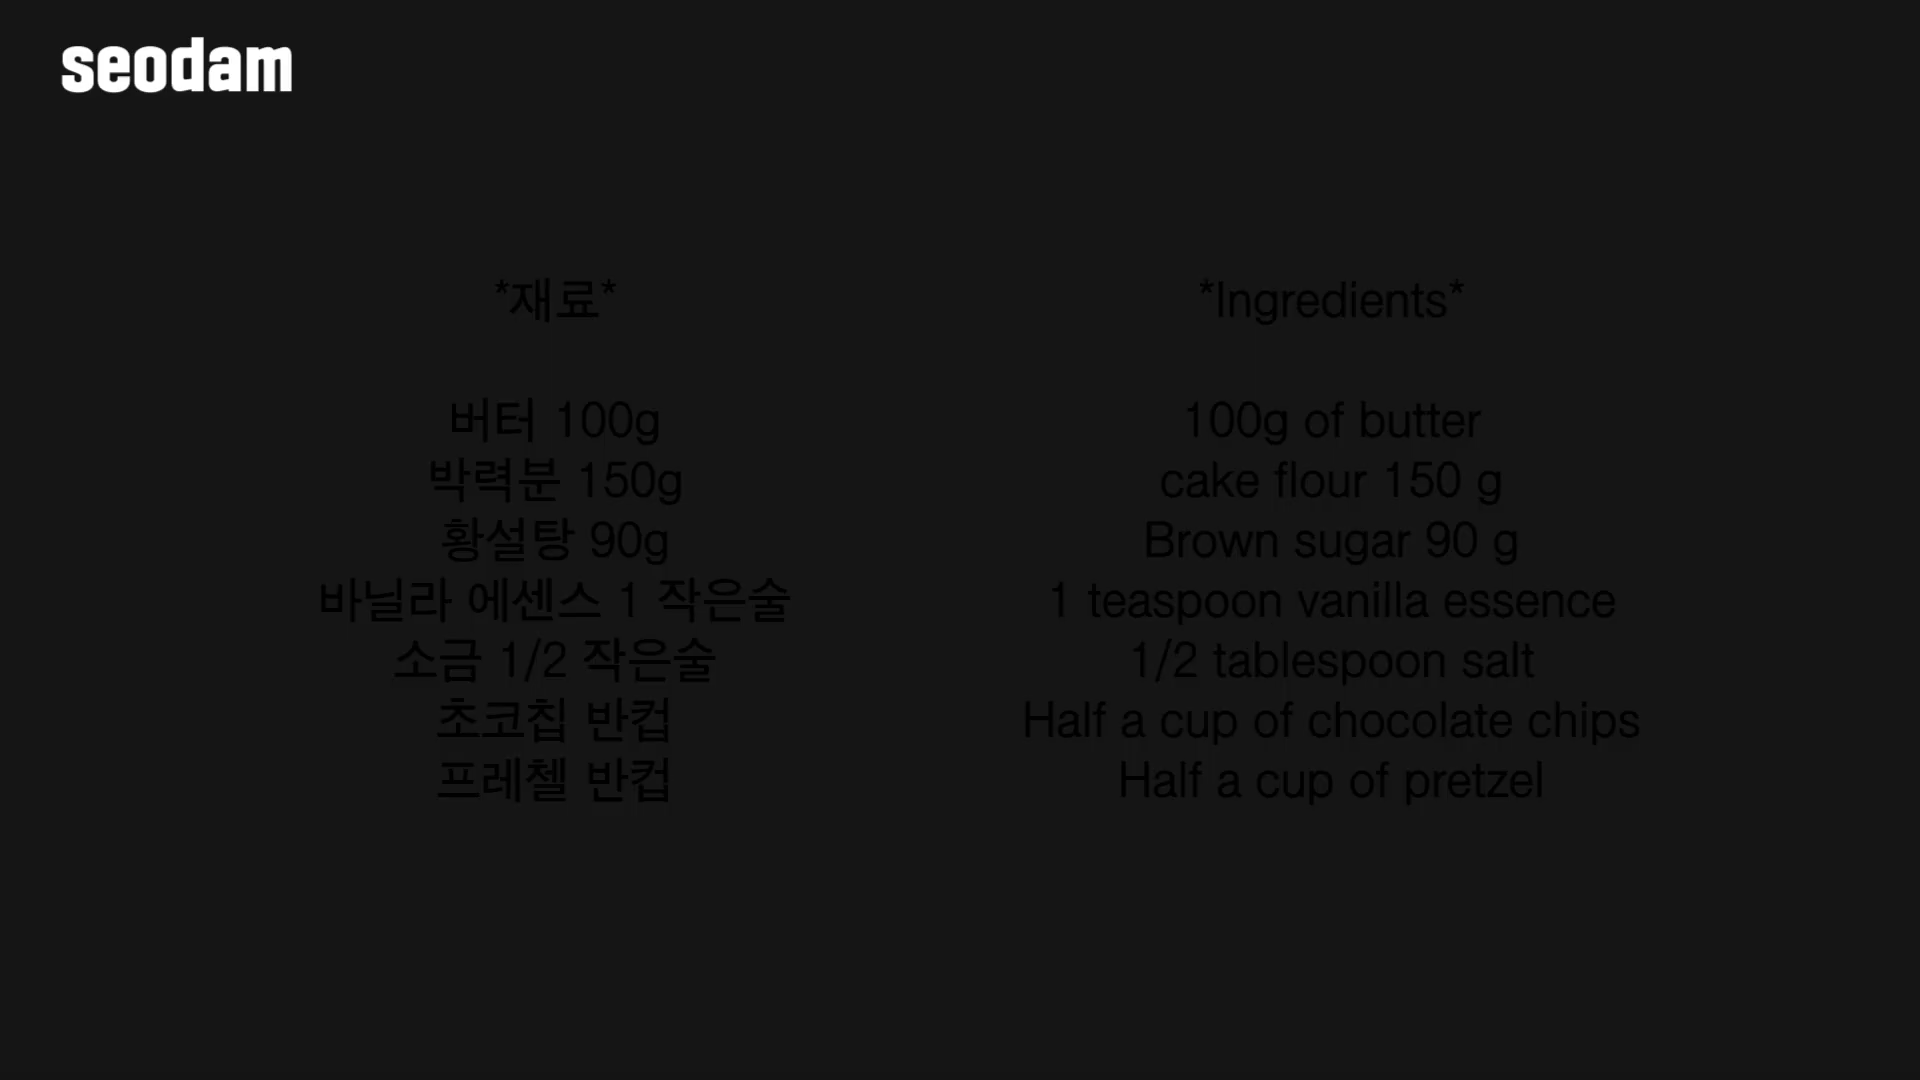 seodam
*재료*
버터 100g
박력분 150g
황설탕 90g
바닐라 에센스 1 작은술
소금 1/2 작은술
초코칩 반컵
프레첼 반컵
*Ingredients*
100g of butter
cake flour 150 g
Brown sugar 90 g
1 teaspoon vanilla essence
1/2 tablespoon salt
Half a cup of chocolate chips
Half a cup of pretzel